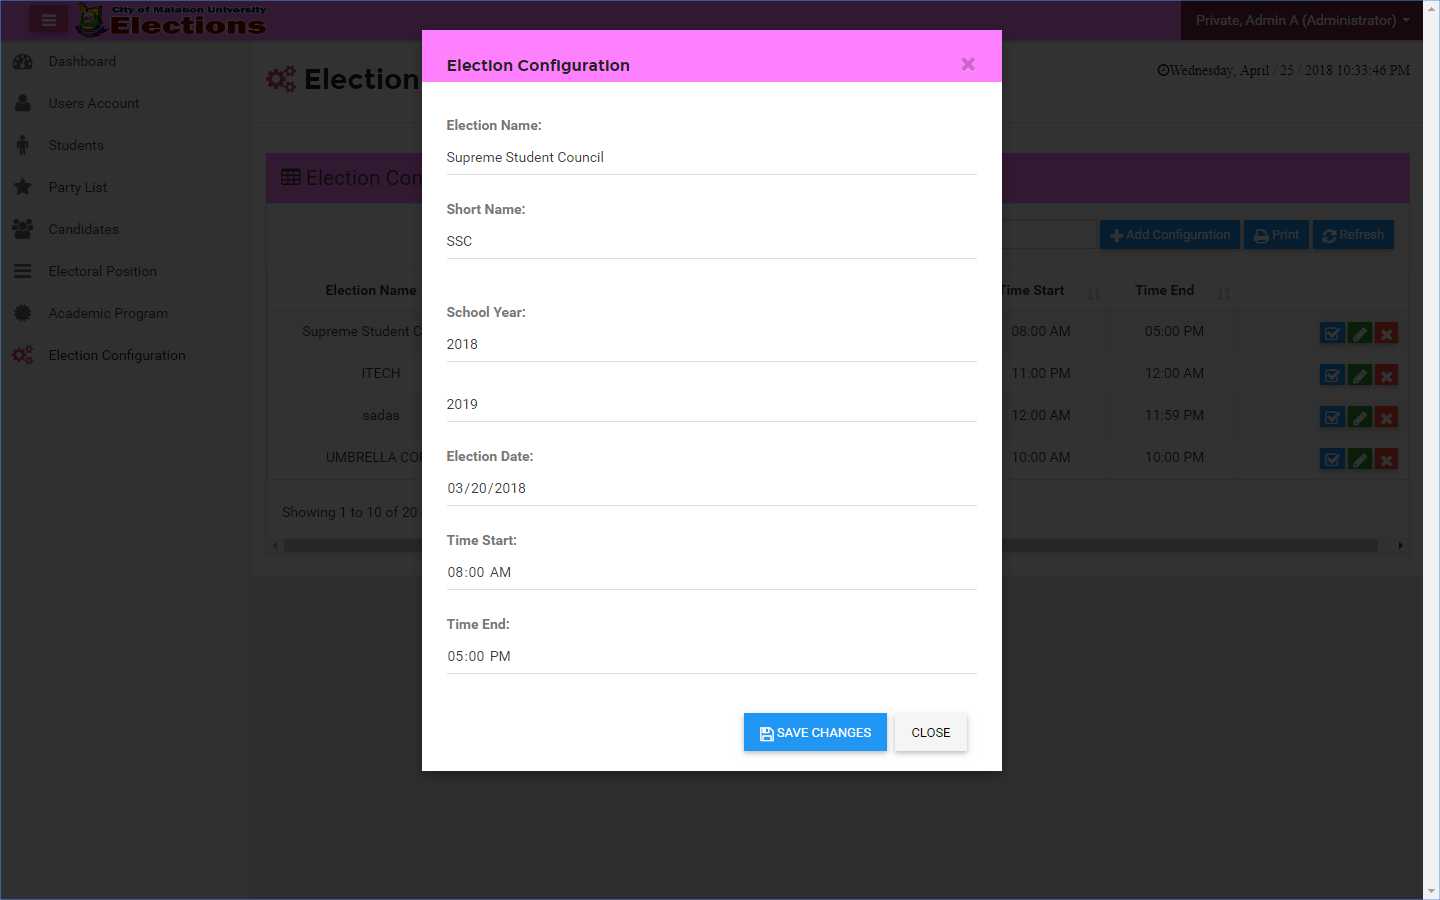 City of Malabon University
Elections
Private, Admin A (Administrator)
Dashboard
Users Account
Students
Party List
Candidates
Electoral Position
Academic Program
Election Configuration
Election
Wednesday, April / 25 / 2018 10:33:46 PM
Election Con
Add Configuration
Print
Refresh
Election Name
Time Start
Time End
Supreme Student C
08:00 AM
05:00 PM
ITECH
11:00 PM
12:00 AM
sadas
12:00 AM
11:59 PM
UMBRELLA COR
10:00 AM
10:00 PM
Showing 1 to 10 of 20
Election Configuration
Election Name:
Supreme Student Council
Short Name:
SSC
School Year:
2018
2019
Election Date:
03/20/2018
Time Start:
08:00 AM
Time End:
05:00 PM
SAVE CHANGES
CLOSE